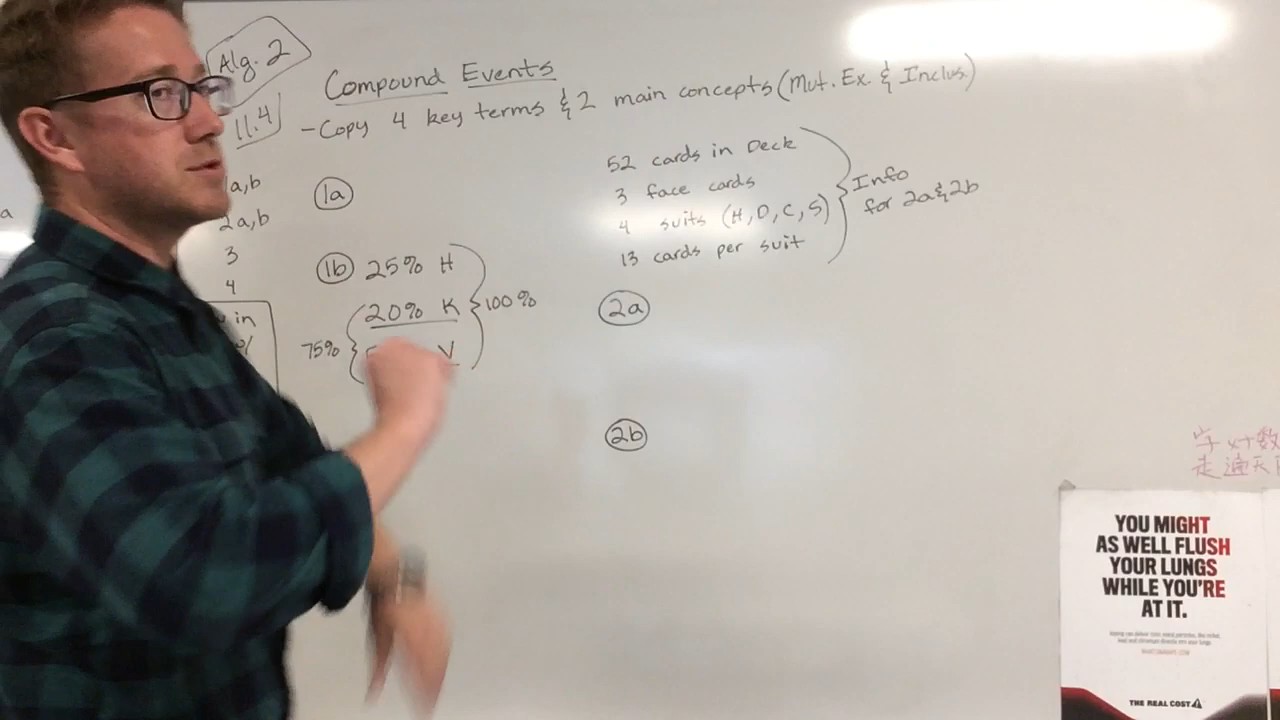 Alg. 2
11.4
Compound Events
- Copy 4 key terms & 2 main concepts (Mut. Ex. & Inclus.)
a,b
2a,b
3
4
in
a
1a
1b 25% H
20% K
V
75%
100%
52 cards in Deck
3 face cards
4 suits (H, D, C, S)
13 cards per suit
Info
for 2a & 2b
2a
2b
学好数
走遍天
YOU MIGHT
AS WELL FLUSH
YOUR LUNGS
WHILE YOU'RE
AT IT.
THE REAL COST